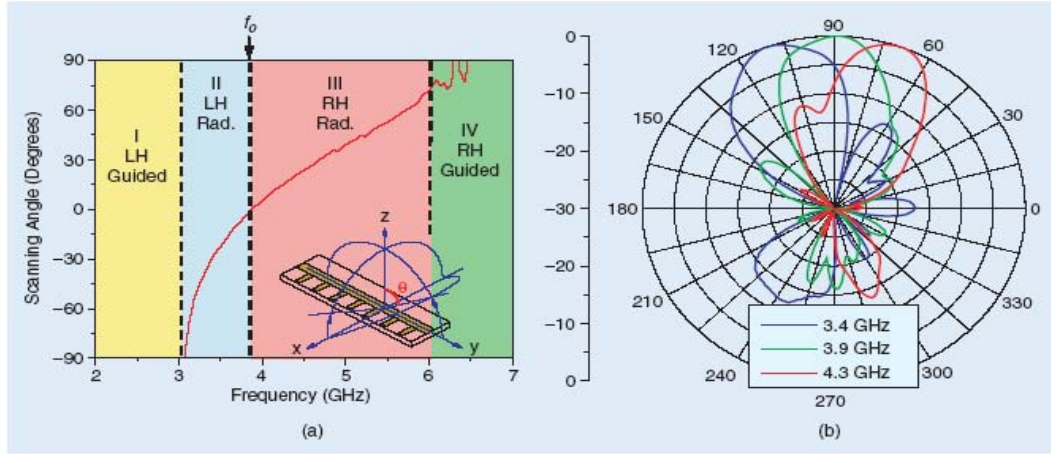 f₀
90
60
30
0
−30
−60
−90
Scanning Angle (Degrees)
I
LH
Guided
II
LH
Rad.
III
RH
Rad.
IV
RH
Guided
z
θ
x
y
2
3
4
5
6
7
Frequency (GHz)
(a)
0
−10
−20
−30
−20
−10
0
90
120
60
150
30
180
0
210
330
240
300
270
3.4 GHz
3.9 GHz
4.3 GHz
(b)